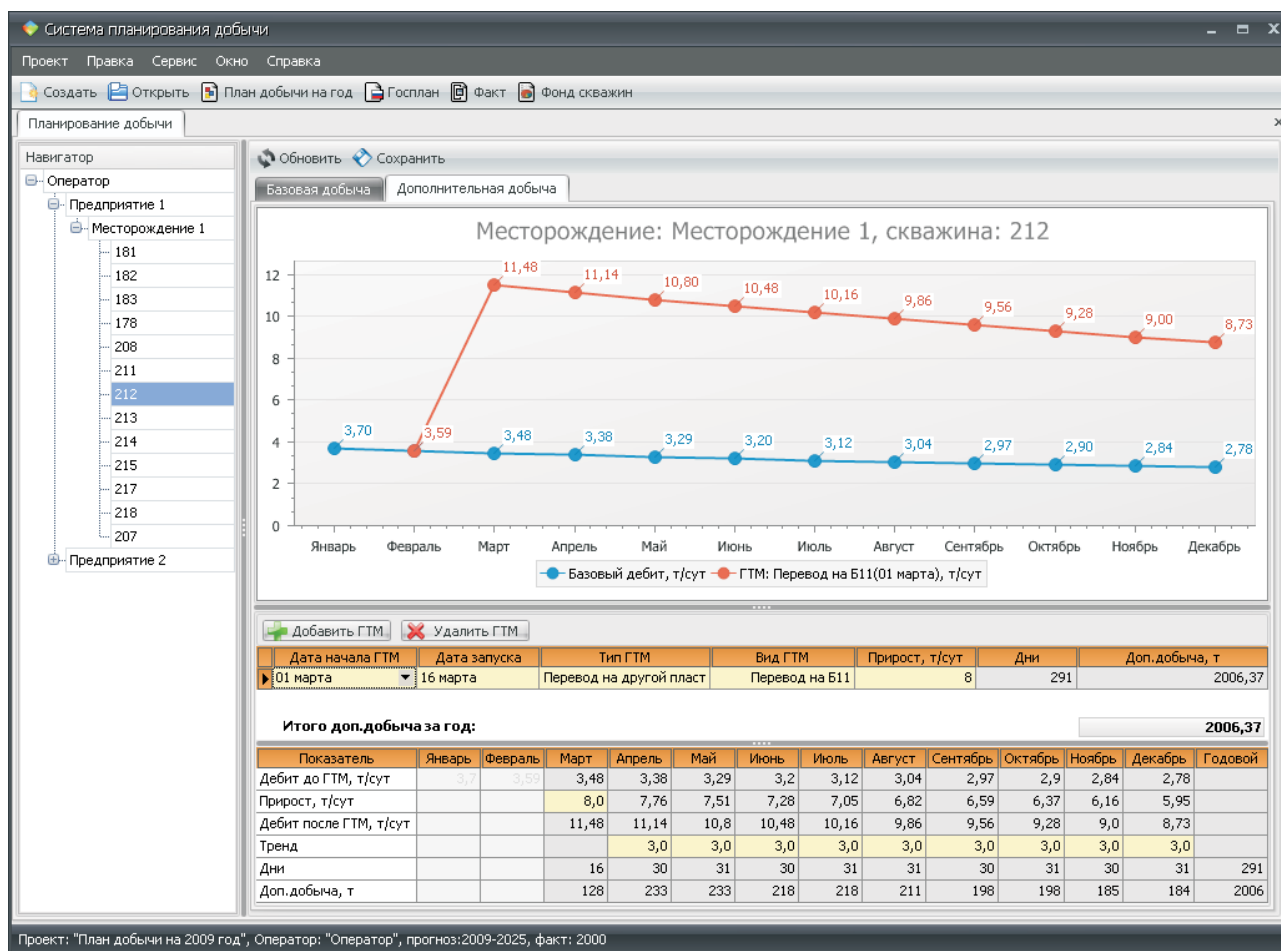 Система планирования добычи
Проект Правка Сервис Окно Справка
Создать Открыть План добычи на год Госплан Факт Фонд скважин
Планирование добычи
Навигатор
Оператор
Предприятие 1
Месторождение 1
181
182
183
178
208
211
212
213
214
215
217
218
207
Предприятие 2
Обновить Сохранить
Базовая добыча Дополнительная добыча
Месторождение: Месторождение 1, скважина: 212
12
10
8
6
4
2
0
11,48 11,14 10,80 10,48 10,16 9,86 9,56 9,28 9,00 8,73
3,70 3,59 3,48 3,38 3,29 3,20 3,12 3,04 2,97 2,90 2,84 2,78
Январь Февраль Март Апрель Май Июнь Июль Август Сентябрь Октябрь Ноябрь Декабрь
Базовый дебит, т/сут ГТМ: Перевод на Б11(01 марта), т/сут
Добавить ГТМ Удалить ГТМ
Дата начала ГТМ Дата запуска Тип ГТМ Вид ГТМ Прирост, т/сут Дни Доп.добыча, т
01 марта 16 марта Перевод на другой пласт Перевод на Б11 8 291 2006,37
Итого доп.добыча за год: 2006,37
Показатель Январь Февраль Март Апрель Май Июнь Июль Август Сентябрь Октябрь Ноябрь Декабрь Годовой
Дебит до ГТМ, т/сут 3,7 3,59 3,48 3,38 3,29 3,2 3,12 3,04 2,97 2,9 2,84 2,78
Прирост, т/сут 8,0 7,76 7,51 7,28 7,05 6,82 6,59 6,37 6,16 5,95
Дебит после ГТМ, т/сут 11,48 11,14 10,8 10,48 10,16 9,86 9,56 9,28 9,0 8,73
Тренд 3,0 3,0 3,0 3,0 3,0 3,0 3,0 3,0 3,0
Дни 16 30 31 30 31 31 30 31 30 31 291
Доп.добыча, т 128 233 233 218 218 211 198 198 185 184 2006
Проект: "План добычи на 2009 год", Оператор: "Оператор", прогноз:2009-2025, факт: 2000